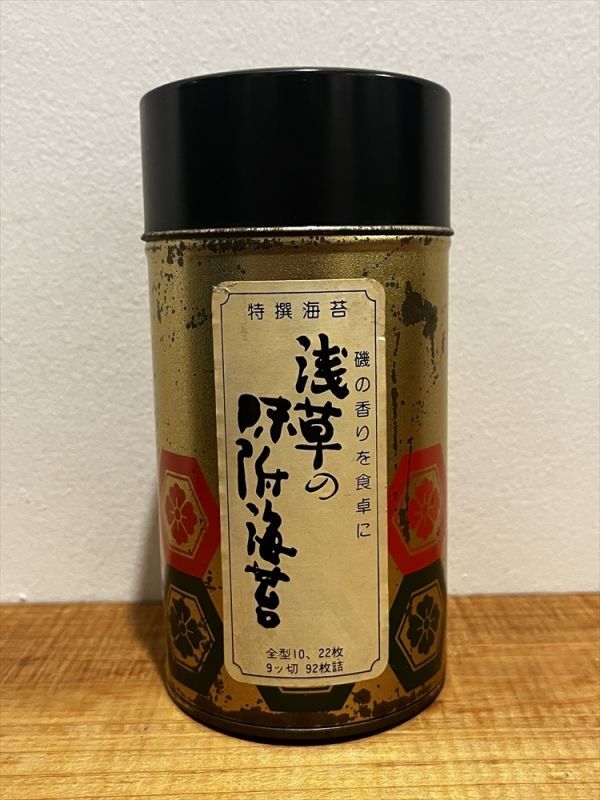 特撰海苔
磯の香りを食卓に
浅草の
味附海苔
全型10、22枚
9ッ切 92枚詰